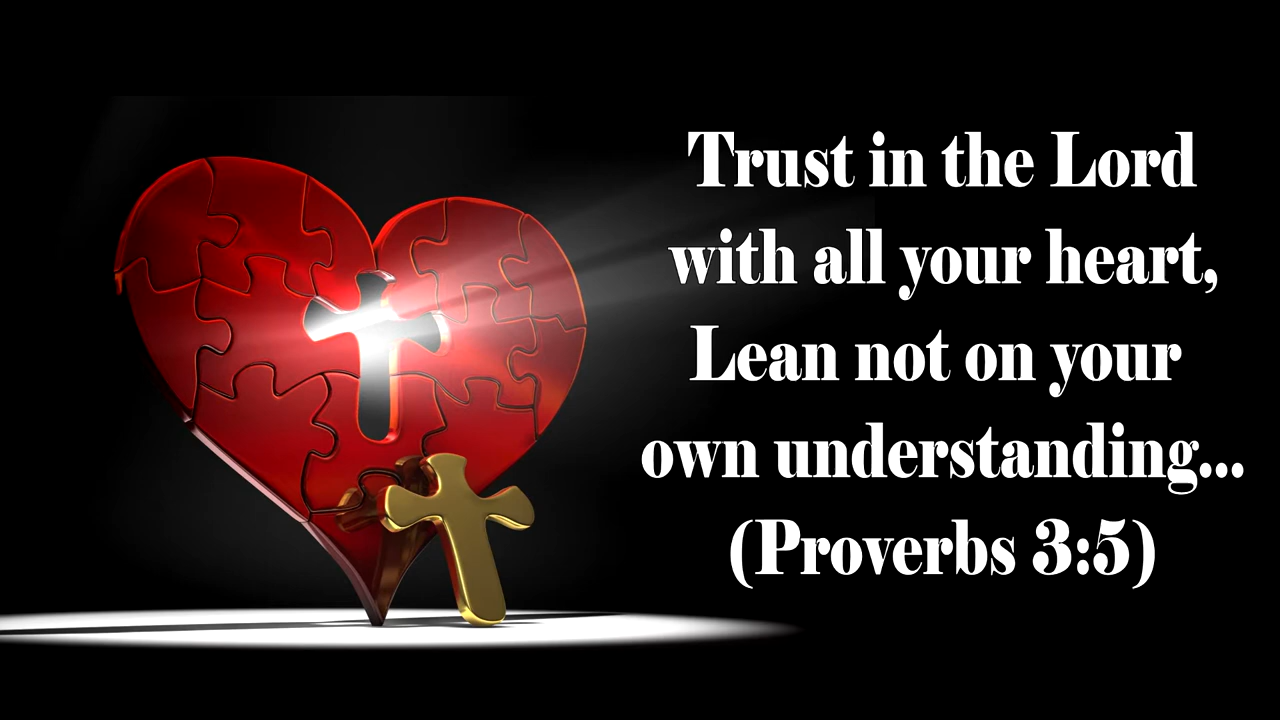 Trust in the Lord
with all your heart,
Lean not on your
own understanding...
(Proverbs 3:5)